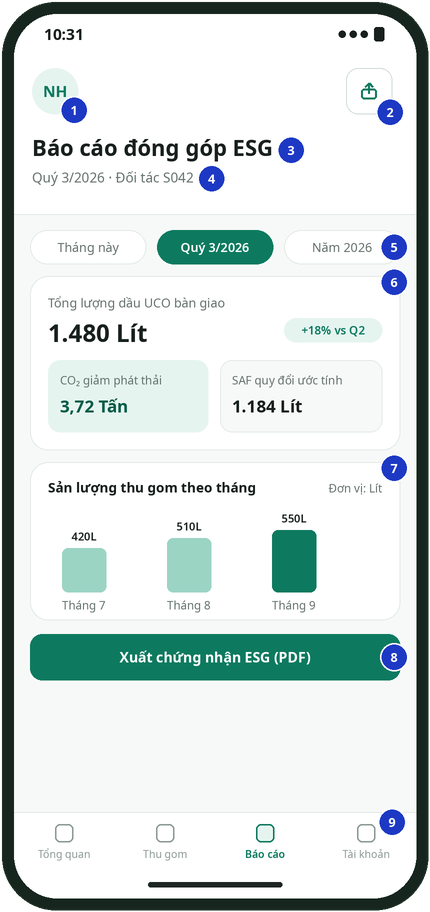 10:31
NH
1
2
Báo cáo đóng góp ESG 3
Quý 3/2026 · Đối tác S042 4
Tháng này Quý 3/2026 Năm 2026 5
6
Tổng lượng dầu UCO bàn giao
1.480 Lít +18% vs Q2
CO₂ giảm phát thải
3,72 Tấn
SAF quy đổi ước tính
1.184 Lít
7
Sản lượng thu gom theo tháng Đơn vị: Lít
420L 510L 550L
Tháng 7 Tháng 8 Tháng 9
Xuất chứng nhận ESG (PDF) 8
9
Tổng quan Thu gom Báo cáo Tài khoản